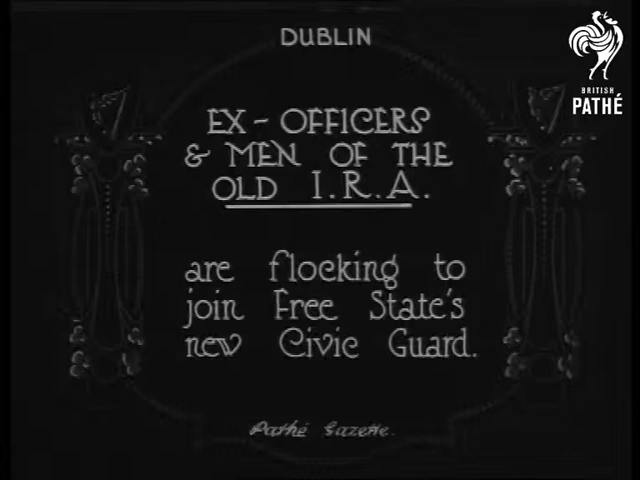 DUBLIN
BRITISH
PATHÉ
EX-OFFICERS
& MEN OF THE
OLD I.R.A.
are flocking to
join Free State's
new Civic Guard.
Pathé Gazette.